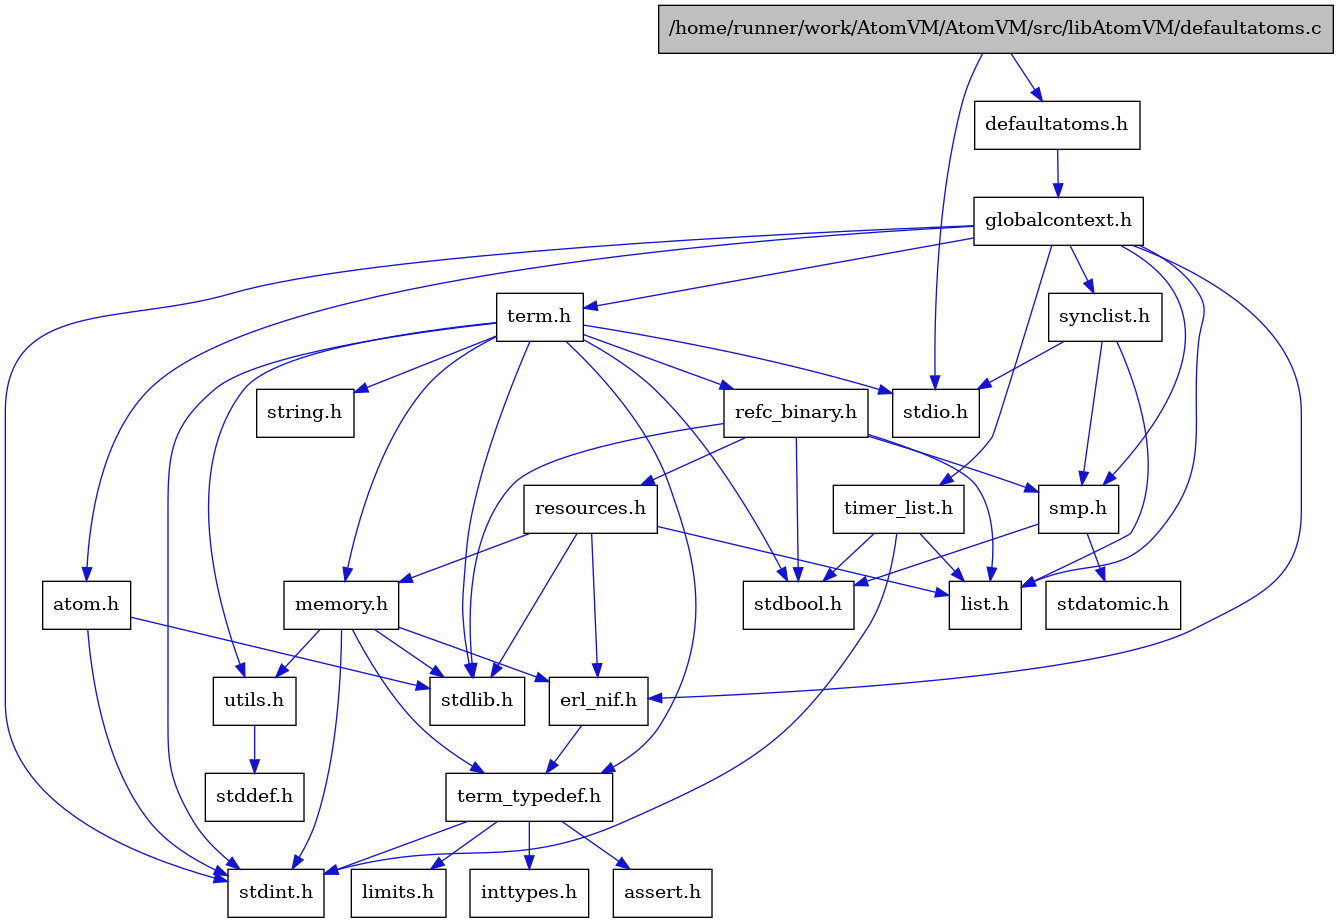 /home/runner/work/AtomVM/AtomVM/src/libAtomVM/defaultatoms.c
defaultatoms.h
globalcontext.h
term.h
synclist.h
string.h
refc_binary.h
stdio.h
resources.h
timer_list.h
smp.h
atom.h
memory.h
stdbool.h
list.h
stdatomic.h
utils.h
stdlib.h
erl_nif.h
stddef.h
term_typedef.h
stdint.h
limits.h
inttypes.h
assert.h